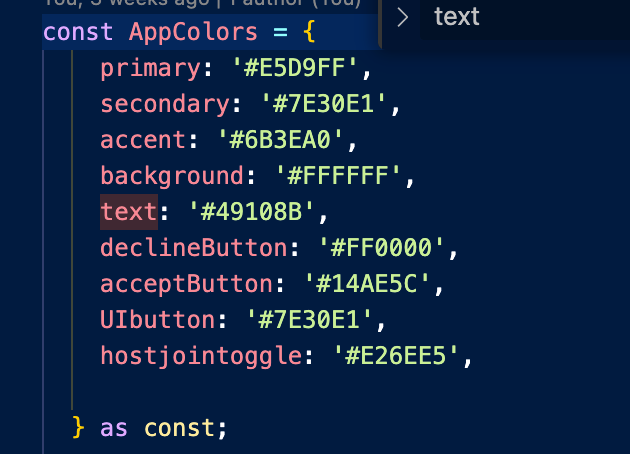 You, 3 weeks ago | 1 author (You)
text
const AppColors = {
primary: '#E5D9FF',
secondary: '#7E30E1',
accent: '#6B3EA0',
background: '#FFFFFF',
text: '#49108B',
declineButton: '#FF0000',
acceptButton: '#14AE5C',
UIbutton: '#7E30E1',
hostjointoggle: '#E26EE5',
} as const;